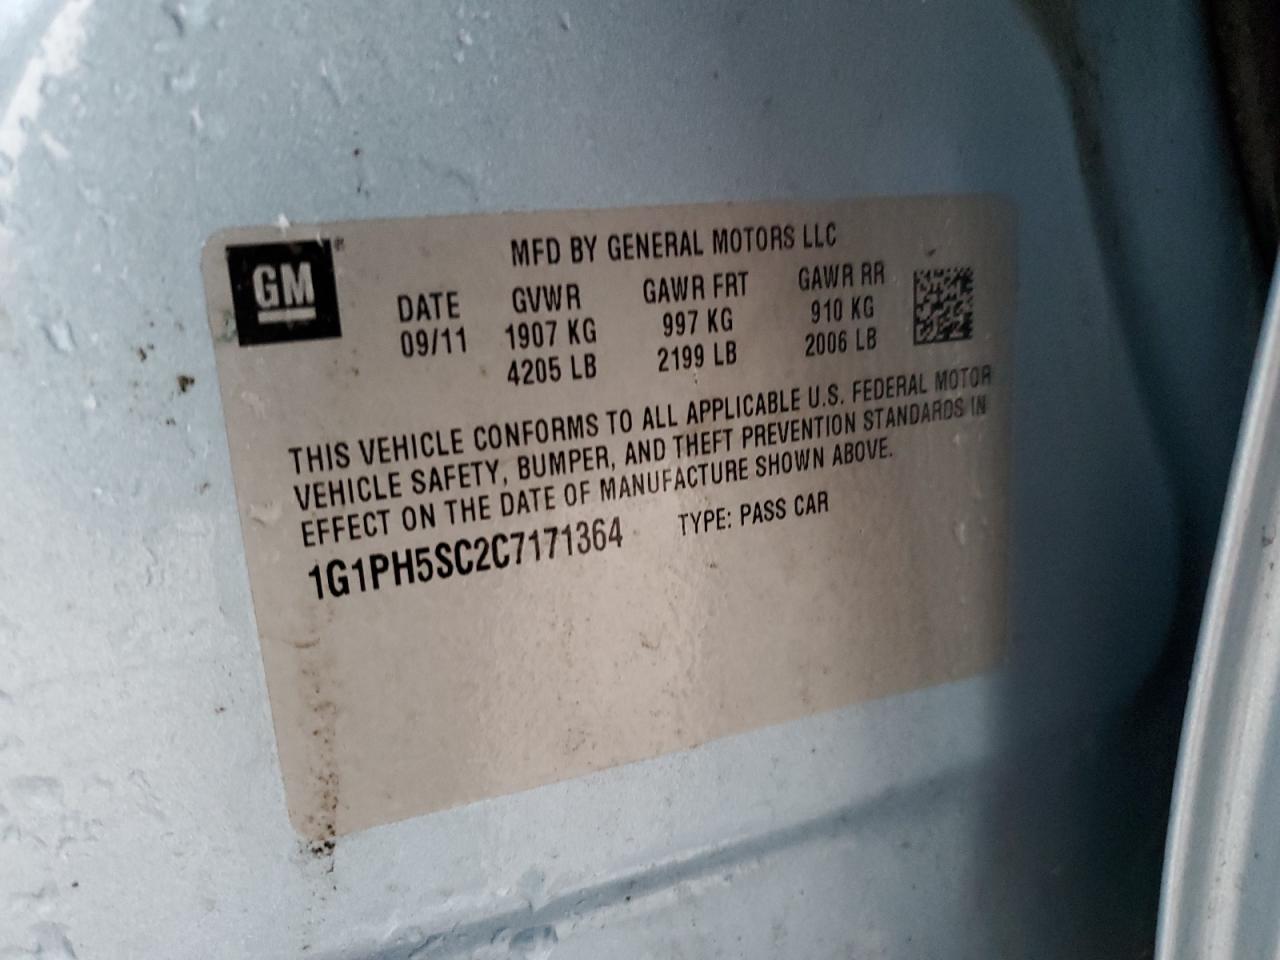 GM
MFD BY GENERAL MOTORS LLC
DATE GVWR GAWR FRT GAWR RR
09/11 1907 KG 997 KG 910 KG
4205 LB 2199 LB 2006 LB
THIS VEHICLE CONFORMS TO ALL APPLICABLE U.S. FEDERAL MOTOR
VEHICLE SAFETY, BUMPER, AND THEFT PREVENTION STANDARDS IN
EFFECT ON THE DATE OF MANUFACTURE SHOWN ABOVE.
1G1PH5SC2C7171364 TYPE: PASS CAR